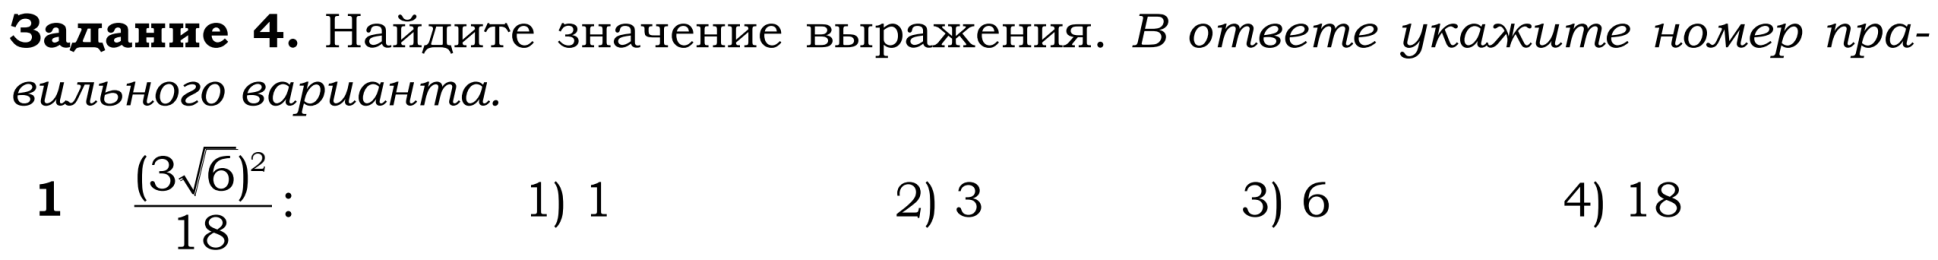 Задание 4. Найдите значение выражения. В ответе укажите номер пра-
вильного варианта.
1 (3√6)²/18 : 1) 1 2) 3 3) 6 4) 18